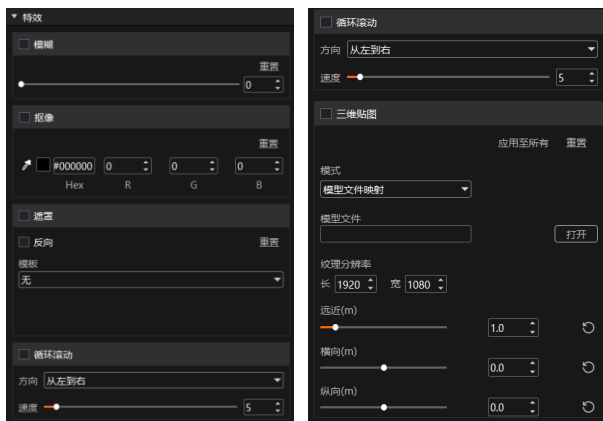 特效
模糊
重置
0
抠像
重置
#000000 0 0 0
Hex R G B
遮罩
反向 重置
模板
无
循环滚动
方向 从左到右
速度 5
循环滚动
方向 从左到右
速度 5
三维贴图
应用至所有 重置
模式
模型文件映射
模型文件
打开
纹理分辨率
长 1920 宽 1080
远近(m)
1.0
横向(m)
0.0
纵向(m)
0.0